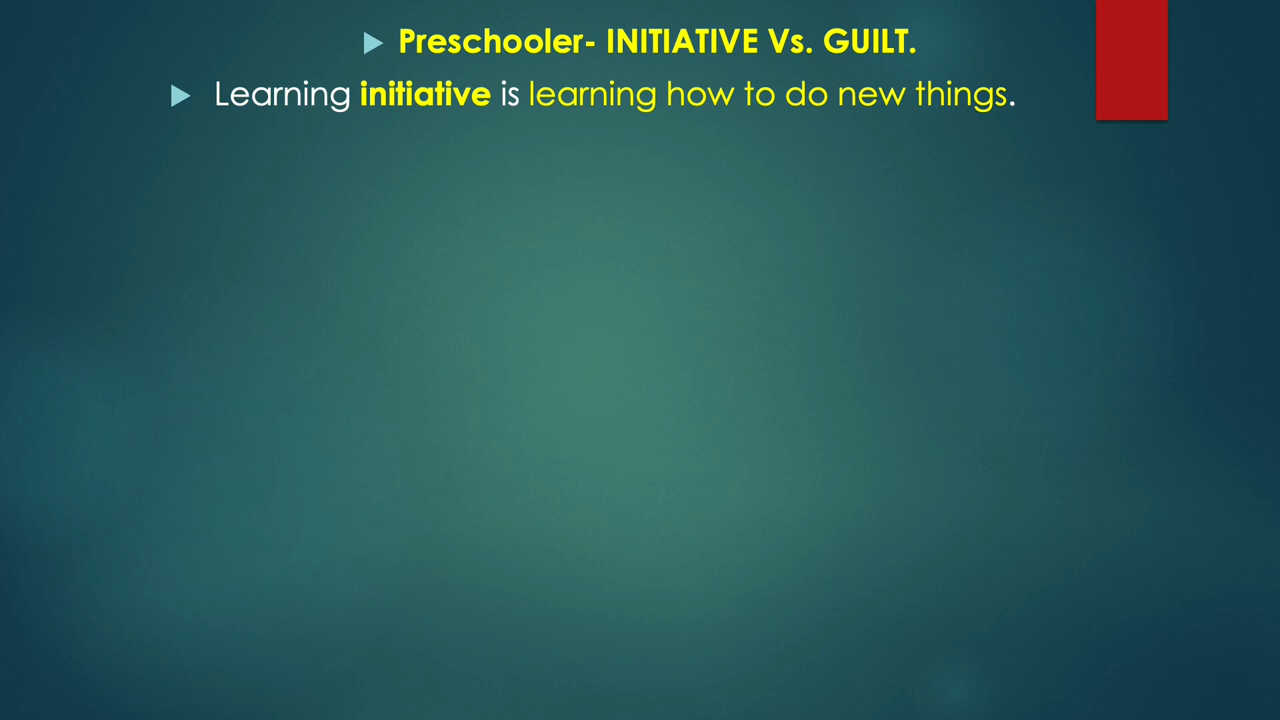 Preschooler- INITIATIVE Vs. GUILT.
Learning initiative is learning how to do new things.